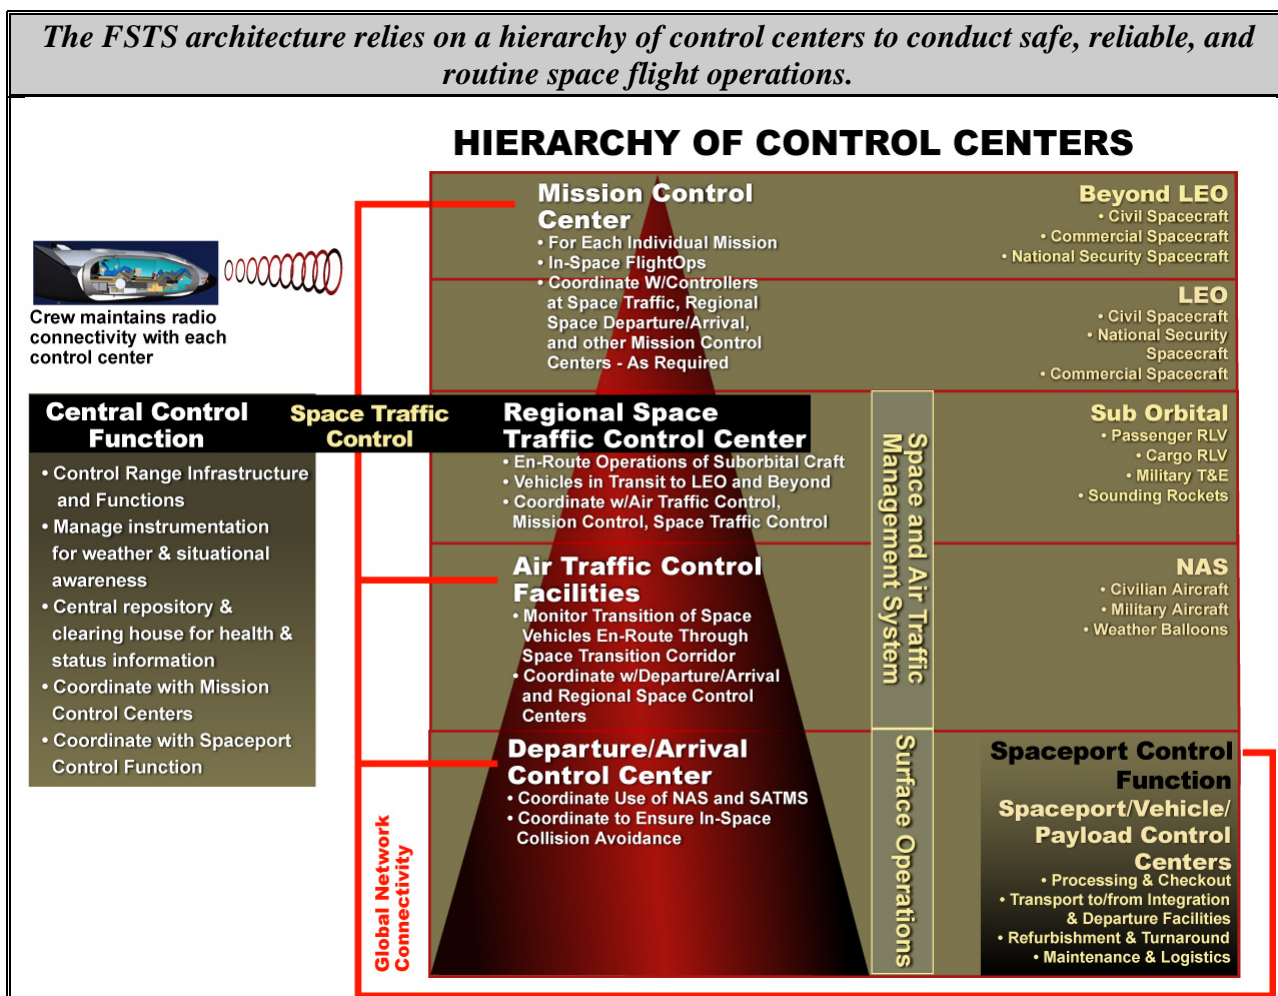 The FSTS architecture relies on a hierarchy of control centers to conduct safe, reliable, and
routine space flight operations.
HIERARCHY OF CONTROL CENTERS
Crew maintains radio
connectivity with each
control center
Mission Control
Center
• For Each Individual Mission
• In-Space FlightOps
• Coordinate W/Controllers
at Space Traffic, Regional
Space Departure/Arrival,
and other Mission Control
Centers - As Required
Beyond LEO
• Civil Spacecraft
• Commercial Spacecraft
• National Security Spacecraft
LEO
• Civil Spacecraft
• National Security
Spacecraft
• Commercial Spacecraft
Central Control
Function
• Control Range Infrastructure
and Functions
• Manage instrumentation
for weather & situational
awareness
• Central repository &
clearing house for health &
status information
• Coordinate with Mission
Control Centers
• Coordinate with Spaceport
Control Function
Space Traffic
Control
Regional Space
Traffic Control Center
• En-Route Operations of Suborbital Craft
• Vehicles in Transit to LEO and Beyond
• Coordinate w/Air Traffic Control,
Mission Control, Space Traffic Control
Space and Air Traffic
Management System
Sub Orbital
• Passenger RLV
• Cargo RLV
• Military T&E
• Sounding Rockets
Air Traffic Control
Facilities
• Monitor Transition of Space
Vehicles En-Route Through
Space Transition Corridor
• Coordinate w/Departure/Arrival
and Regional Space Control
Centers
NAS
• Civilian Aircraft
• Military Aircraft
• Weather Balloons
Departure/Arrival
Control Center
• Coordinate Use of NAS and SATMS
• Coordinate to Ensure In-Space
Collision Avoidance
Surface Operations
Spaceport Control
Function
Spaceport/Vehicle/
Payload Control
Centers
• Processing & Checkout
• Transport to/from Integration
& Departure Facilities
• Refurbishment & Turnaround
• Maintenance & Logistics
Global Network
Connectivity